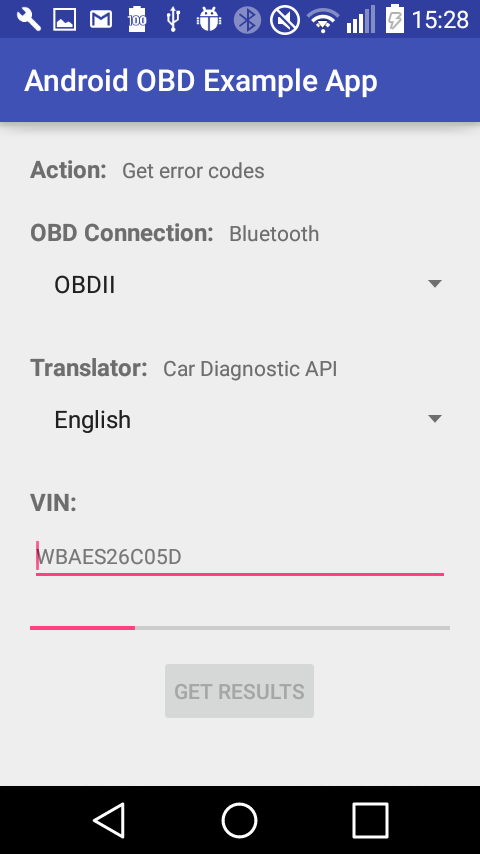 100 15:28
Android OBD Example App
Action: Get error codes
OBD Connection: Bluetooth
OBDII
Translator: Car Diagnostic API
English
VIN:
WBAES26C05D
GET RESULTS